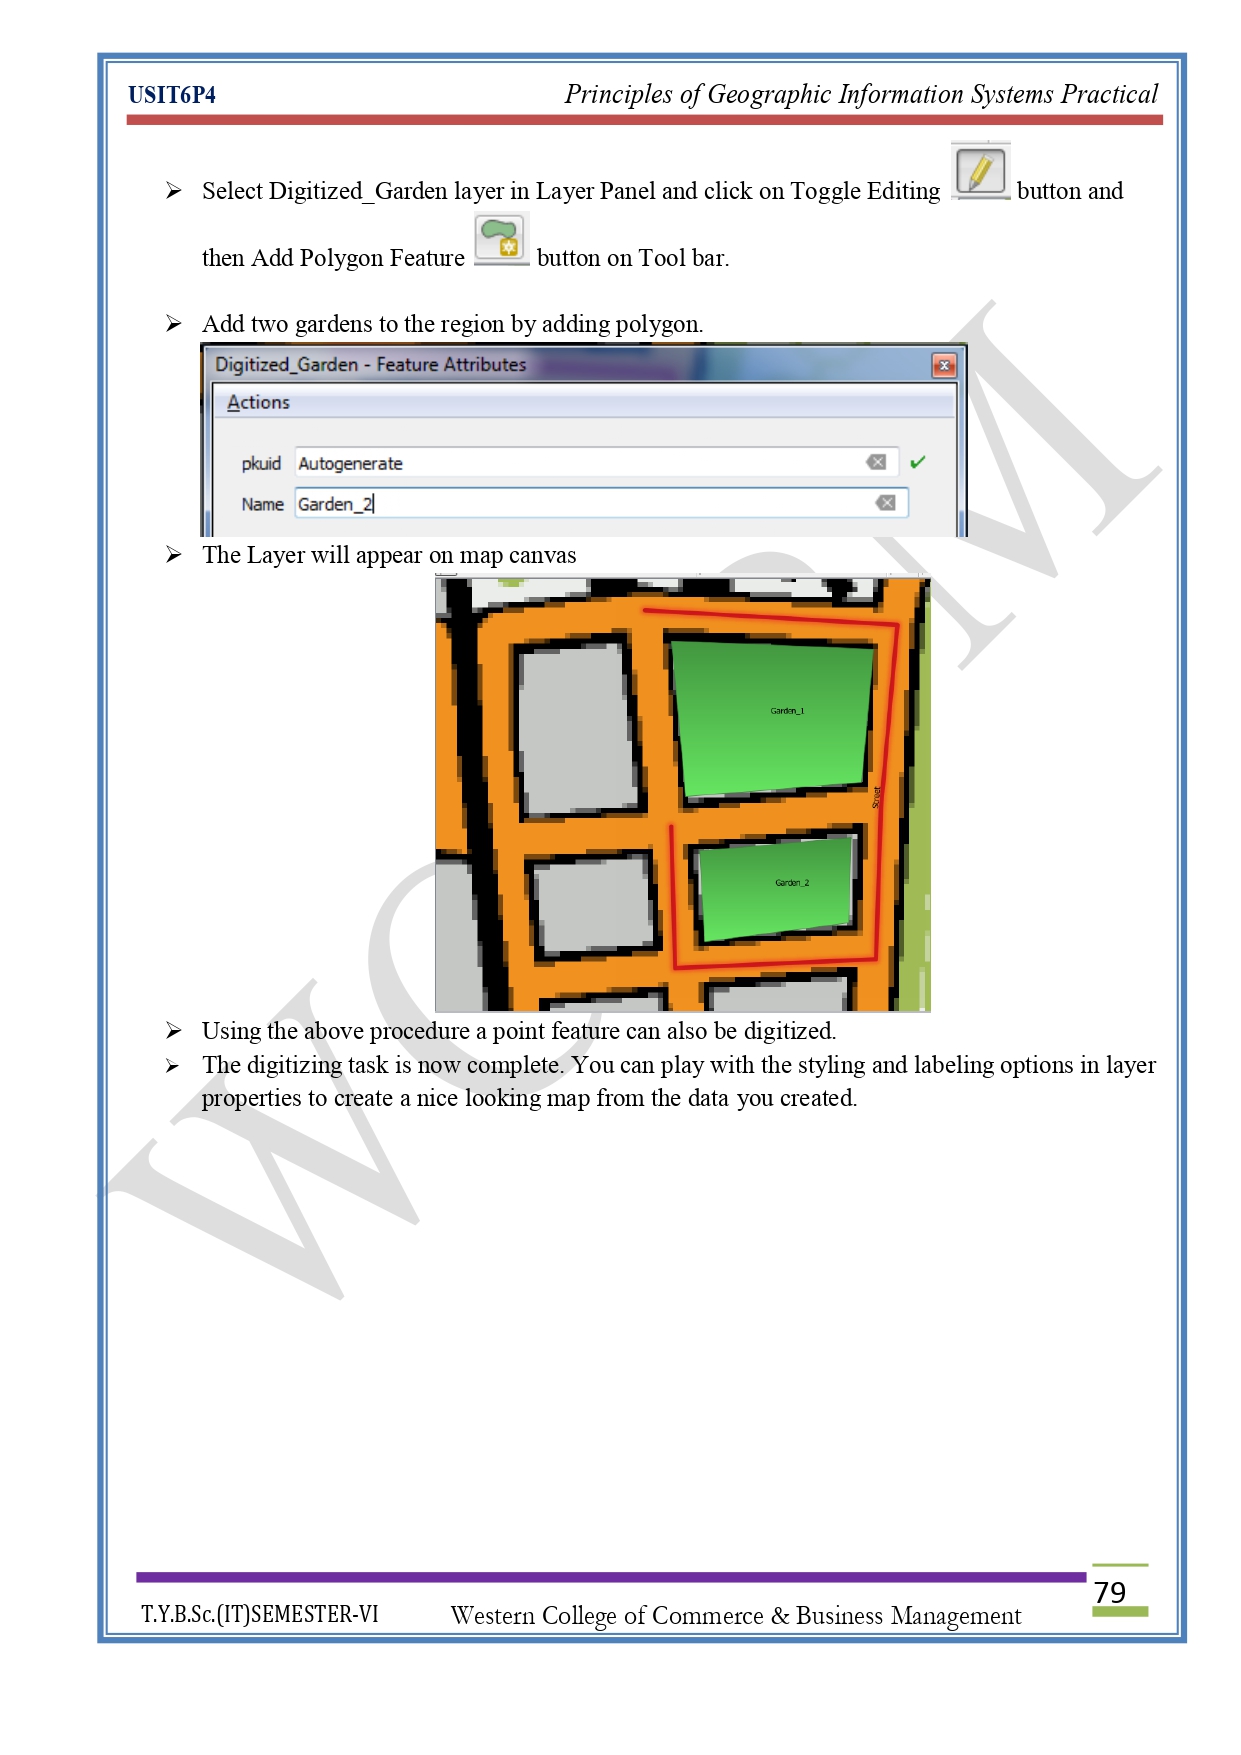 USIT6P4 Principles of Geographic Information Systems Practical
➢ Select Digitized_Garden layer in Layer Panel and click on Toggle Editing button and
then Add Polygon Feature button on Tool bar.
➢ Add two gardens to the region by adding polygon.
Digitized_Garden - Feature Attributes
Actions
pkuid Autogenerate
Name Garden_2
➢ The Layer will appear on map canvas
Garden_1
Street
Garden_2
➢ Using the above procedure a point feature can also be digitized.
➢ The digitizing task is now complete. You can play with the styling and labeling options in layer
properties to create a nice looking map from the data you created.
79
T.Y.B.Sc.(IT)SEMESTER-VI Western College of Commerce & Business Management